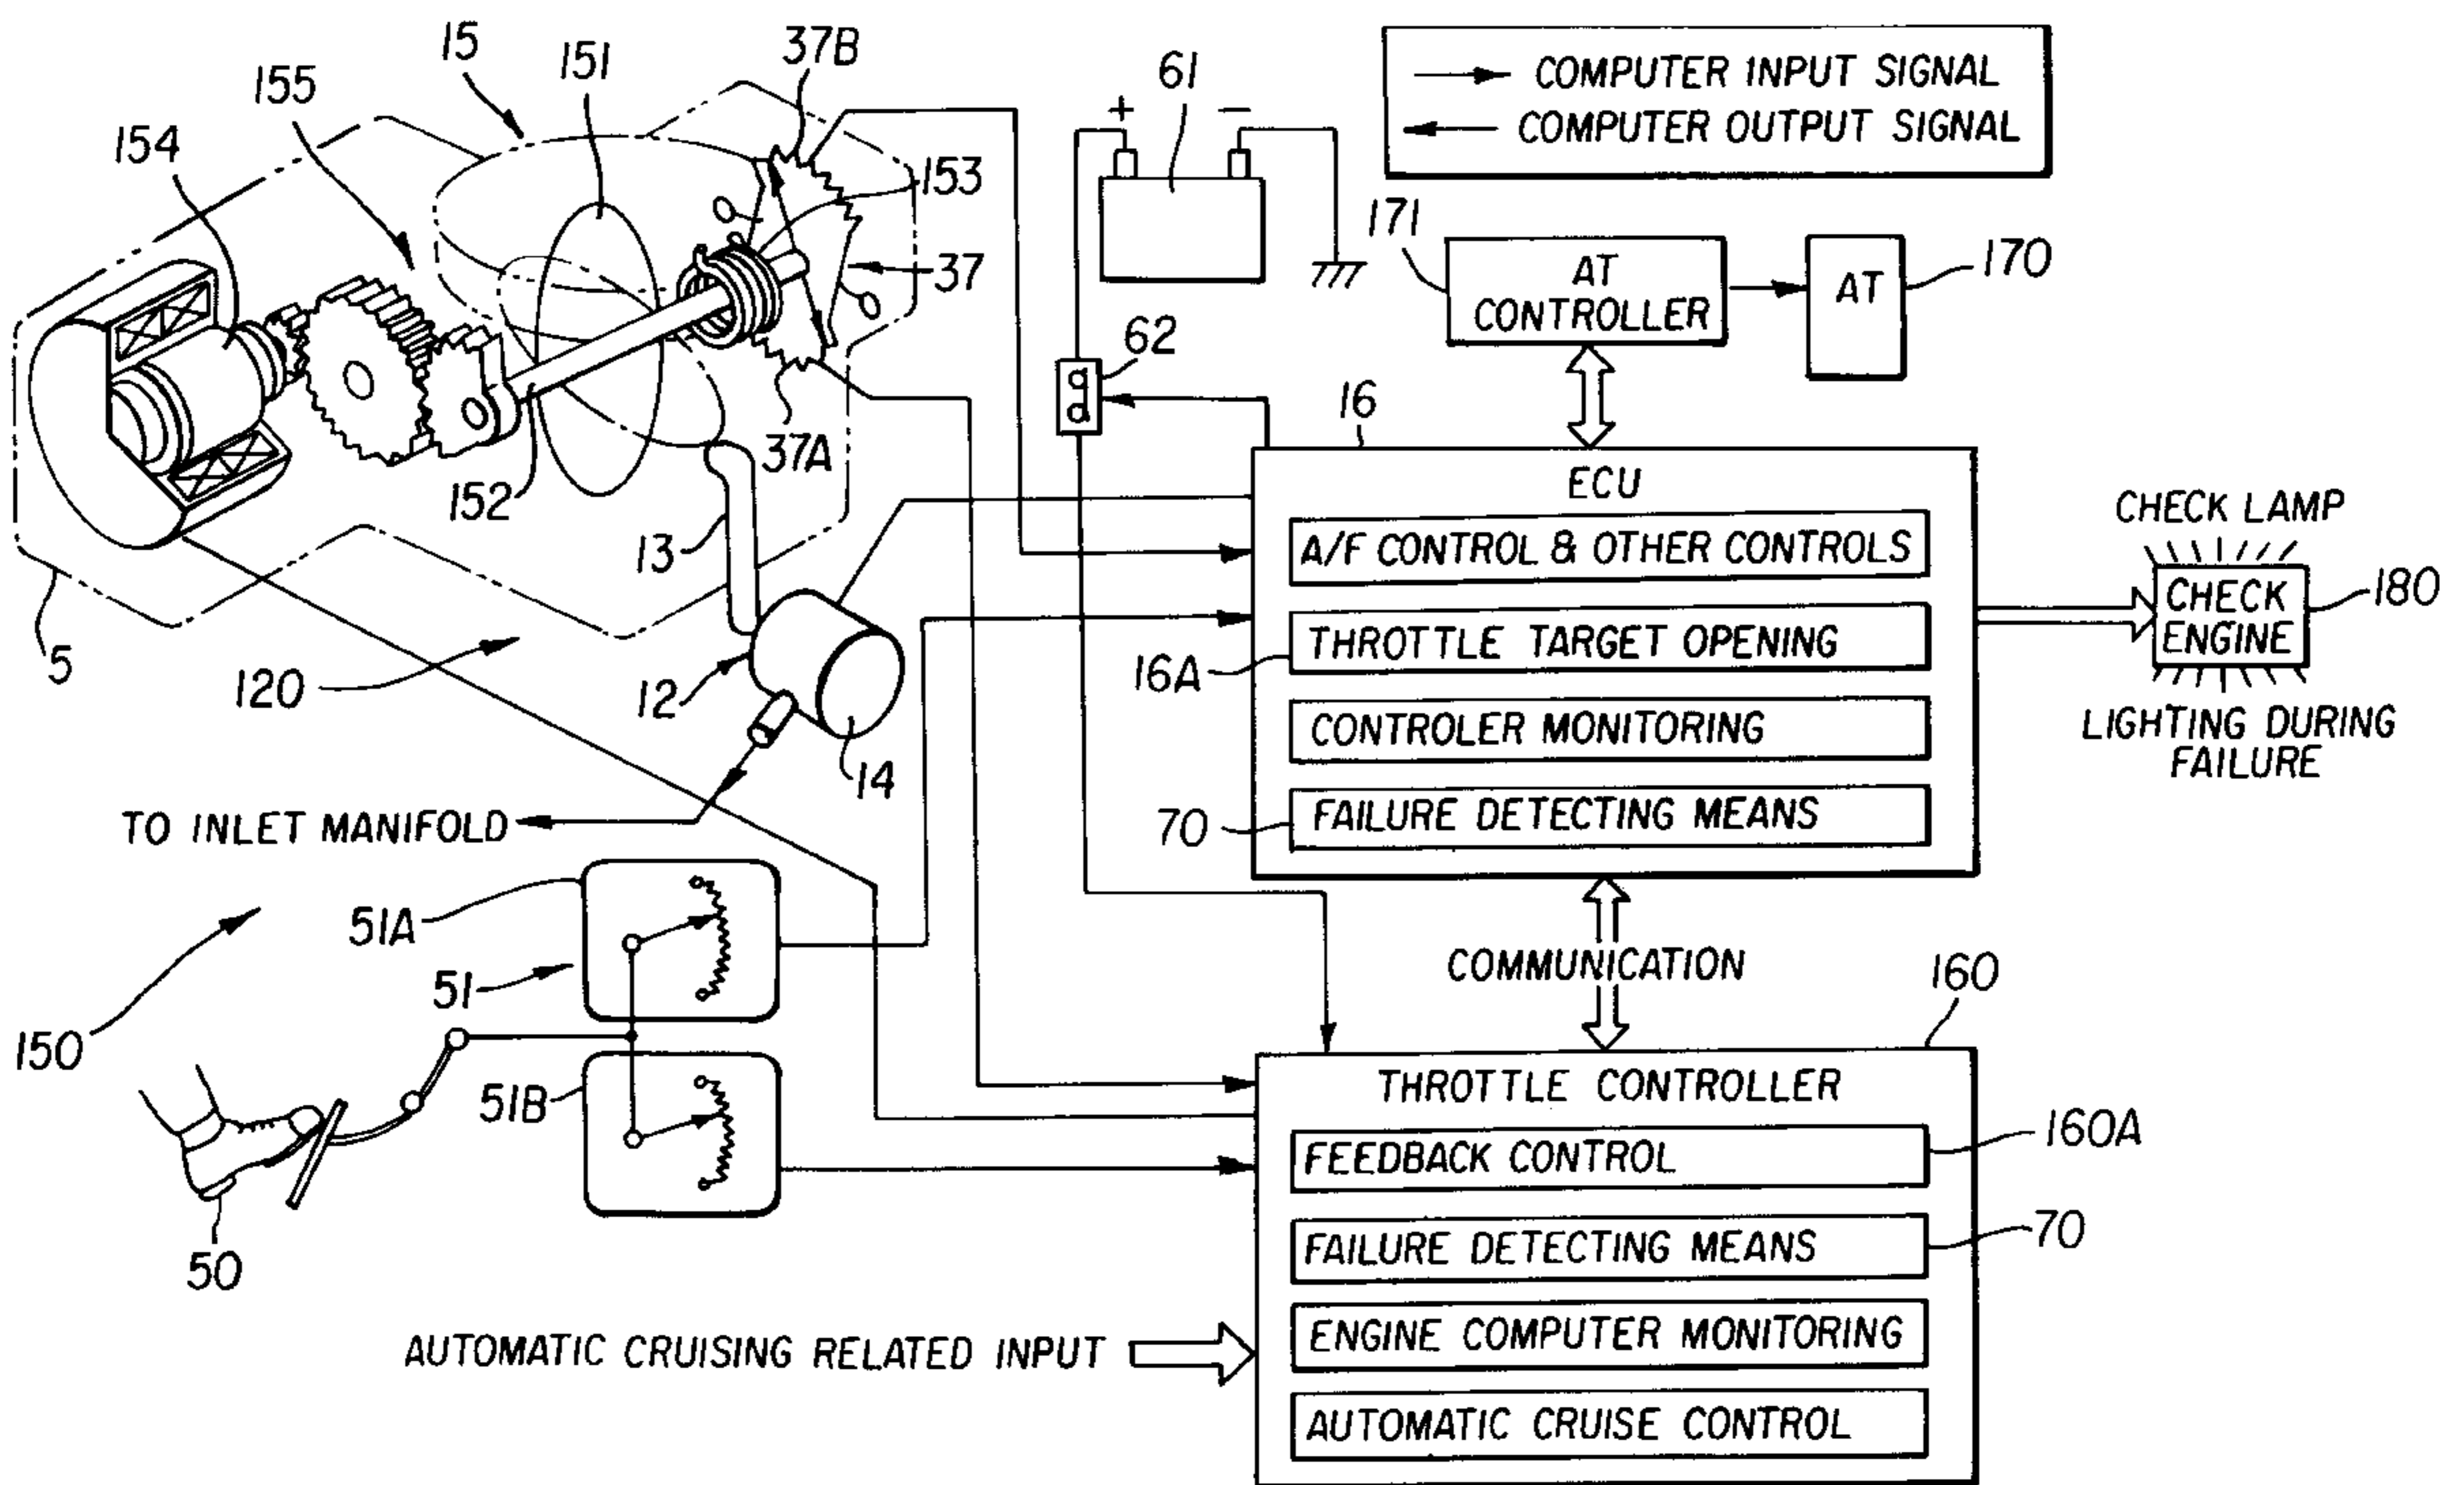 15
151
37B
155
154
153
37
37A
152
13
5
120
12
14
TO INLET MANIFOLD
61
+
−
62
COMPUTER INPUT SIGNAL
COMPUTER OUTPUT SIGNAL
171
AT
CONTROLLER
AT
170
16
ECU
A/F CONTROL & OTHER CONTROLS
THROTTLE TARGET OPENING
16A
CONTROLER MONITORING
FAILURE DETECTING MEANS
70
CHECK LAMP
CHECK
ENGINE
180
LIGHTING DURING
FAILURE
COMMUNICATION
51A
51
51B
150
50
160
THROTTLE CONTROLLER
FEEDBACK CONTROL
160A
FAILURE DETECTING MEANS
70
ENGINE COMPUTER MONITORING
AUTOMATIC CRUISE CONTROL
AUTOMATIC CRUISING RELATED INPUT